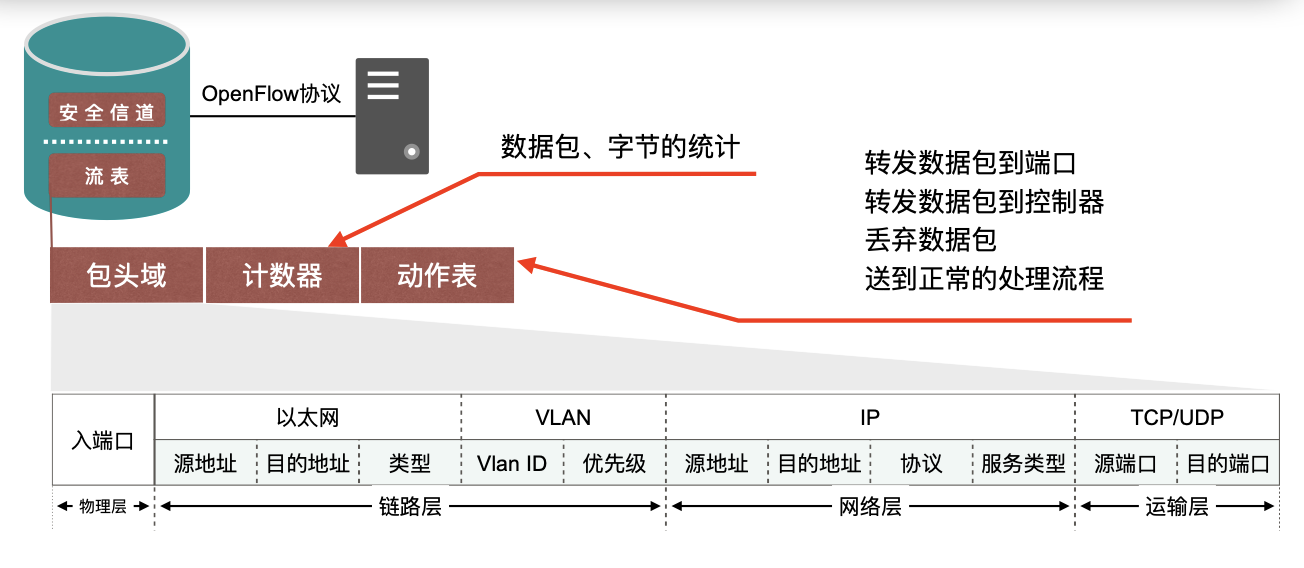 安全信道
流表
OpenFlow协议
数据包、字节的统计
转发数据包到端口
转发数据包到控制器
丢弃数据包
送到正常的处理流程
包头域 计数器 动作表
入端口 以太网 VLAN IP TCP/UDP
源地址 目的地址 类型 Vlan ID 优先级 源地址 目的地址 协议 服务类型 源端口 目的端口
物理层 链路层 网络层 运输层